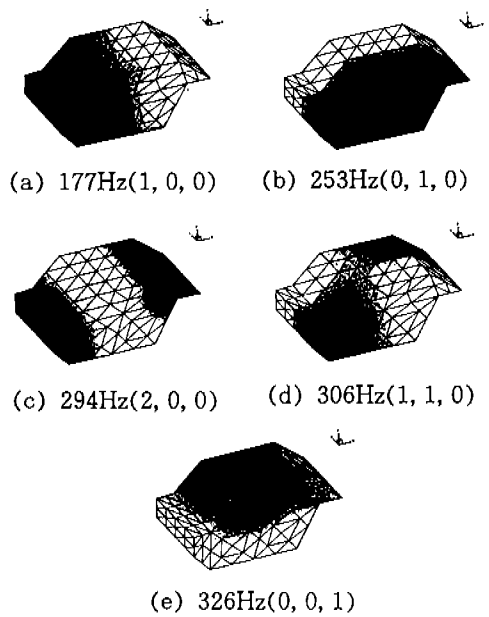 (a) 177Hz(1, 0, 0)
(b) 253Hz(0, 1, 0)
(c) 294Hz(2, 0, 0)
(d) 306Hz(1, 1, 0)
(e) 326Hz(0, 0, 1)